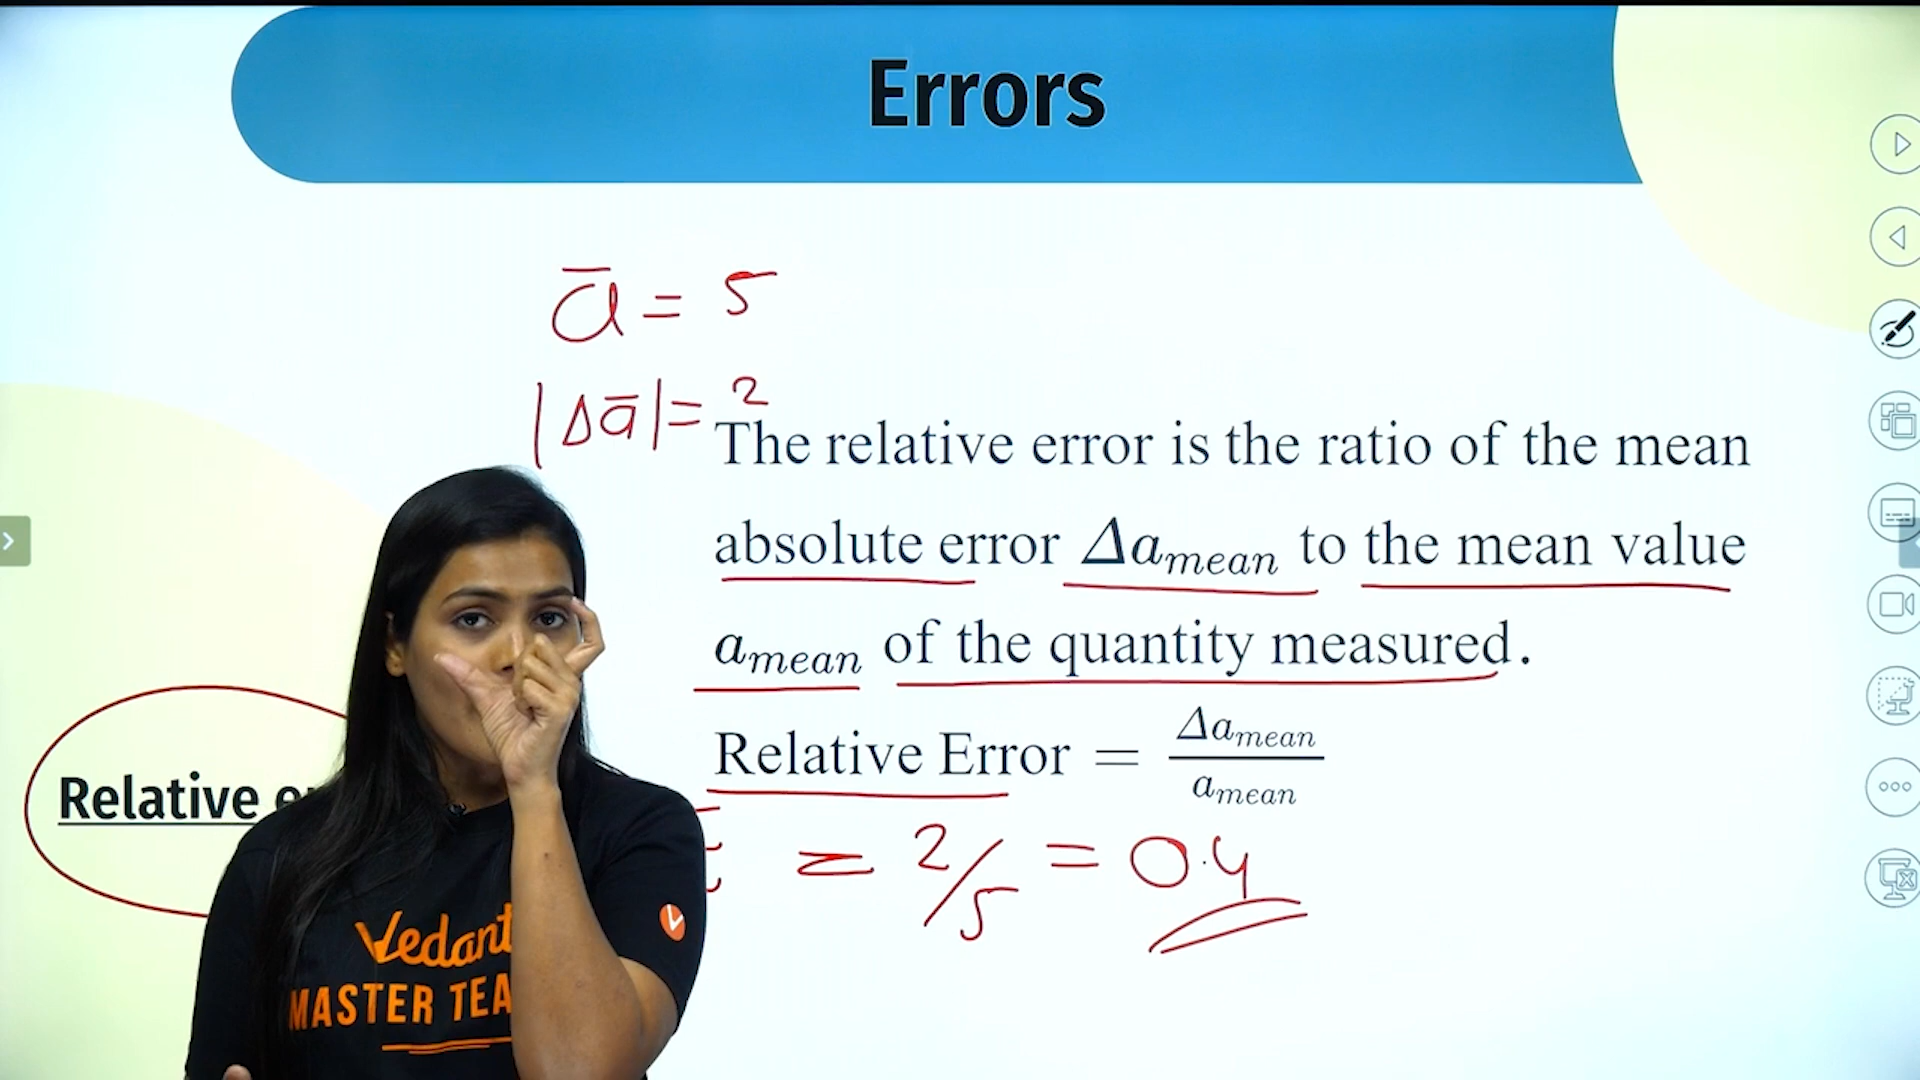 Errors
a̅ = 5
|Δa̅| = 2
The relative error is the ratio of the mean
absolute error Δa_mean to the mean value
a_mean of the quantity measured.
Relative Error = Δa_mean / a_mean
Relative
= 2/5 = 0.4
Vedant
MASTER TEA